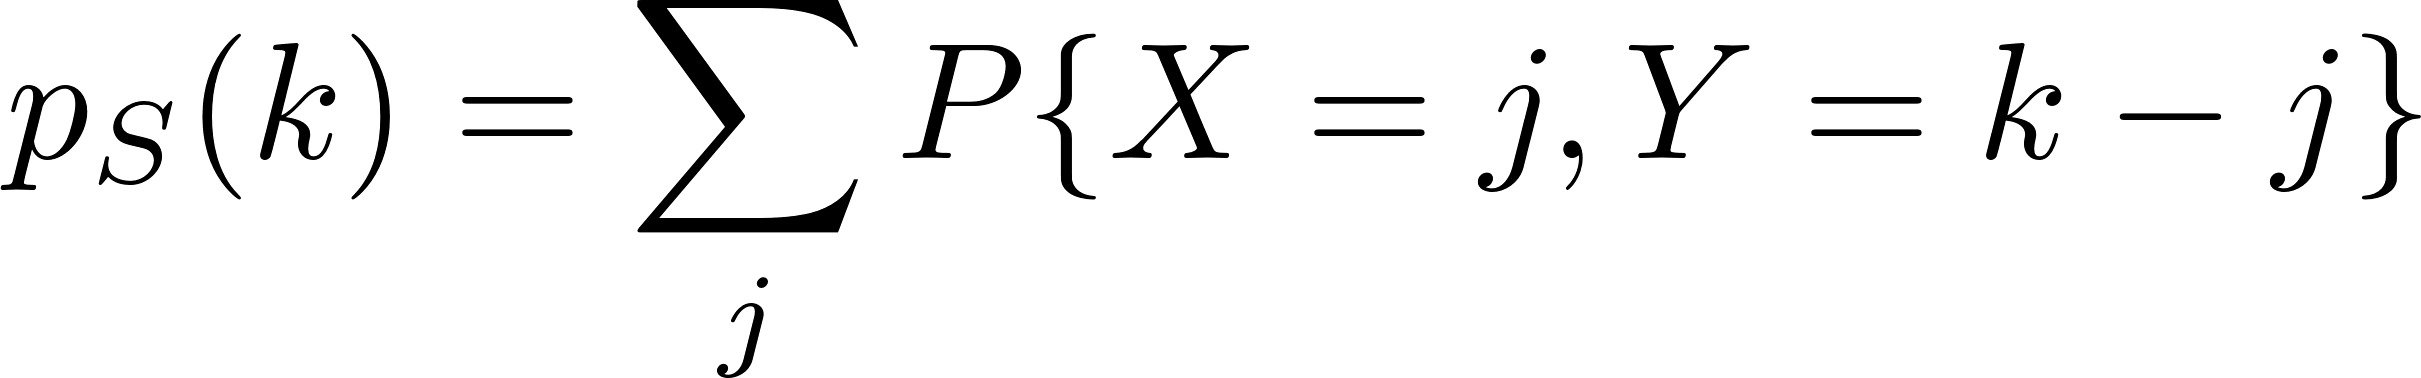 p_S(k) = \sum_j P\{X = j, Y = k - j\}